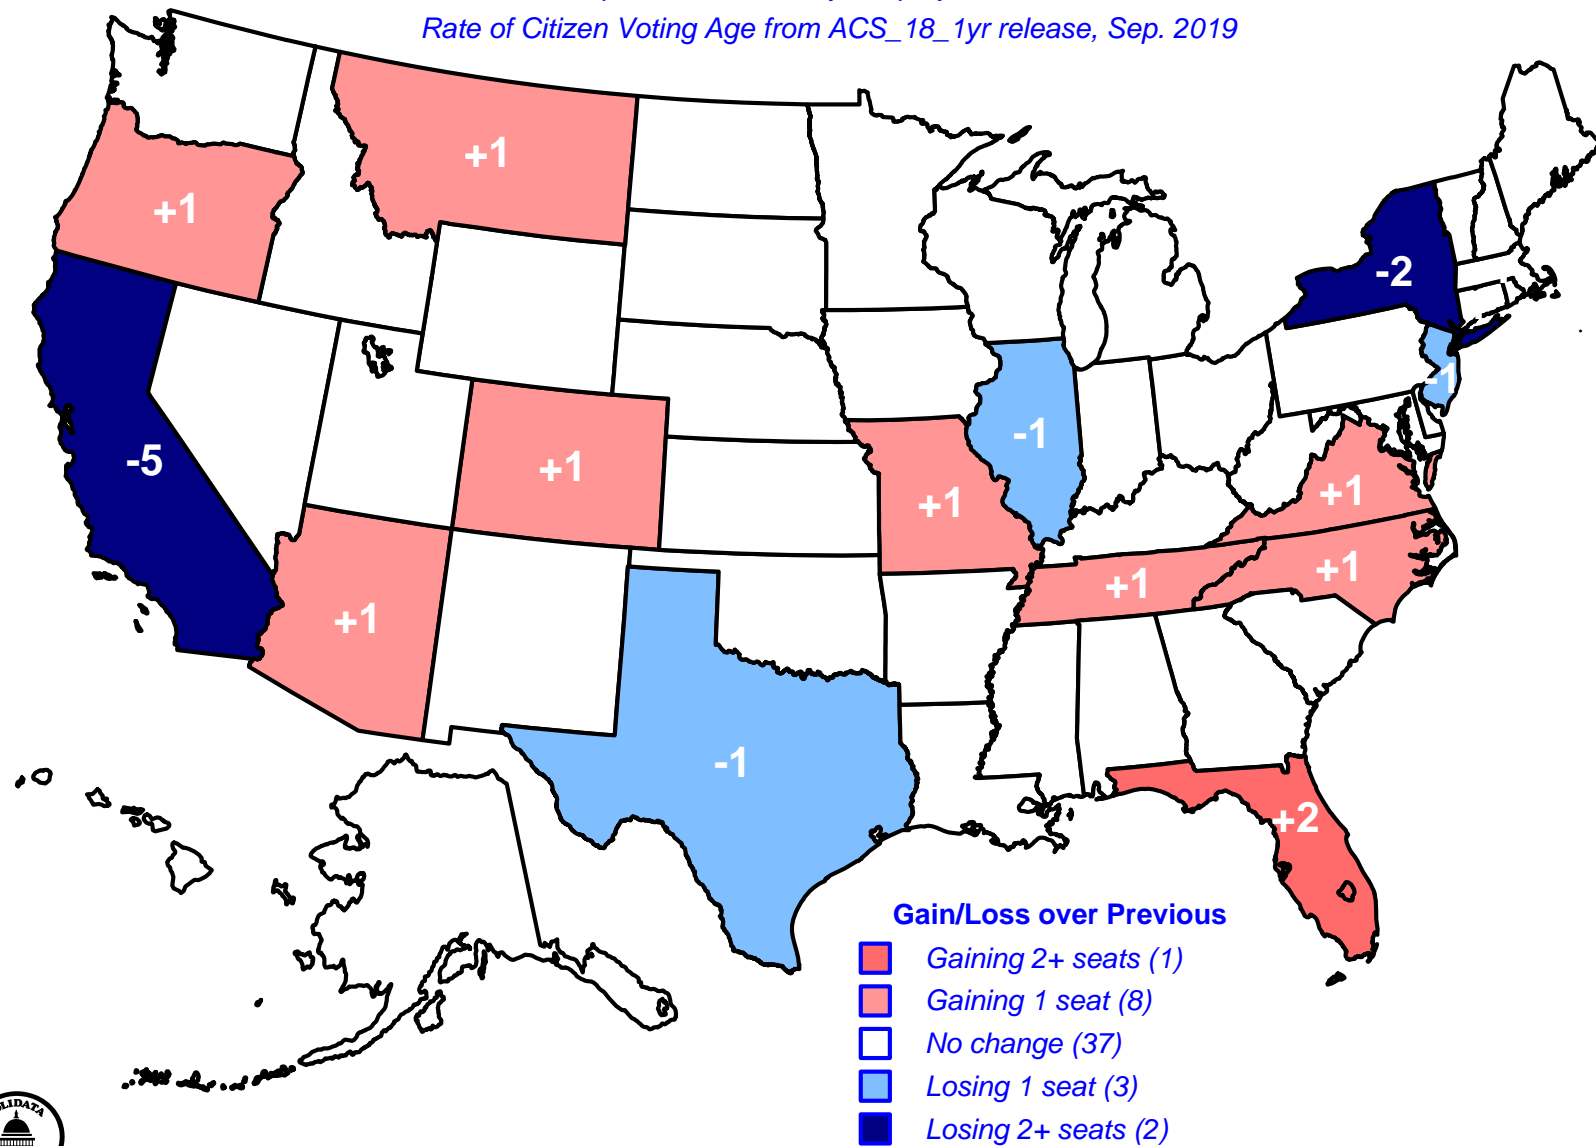 Rate of Citizen Voting Age from ACS_18_1yr release, Sep. 2019
+1
+1
-2
-1
-5
+1
-1
+1
+1
+1
+1
+1
-1
+2
Gain/Loss over Previous
Gaining 2+ seats (1)
Gaining 1 seat (8)
No change (37)
Losing 1 seat (3)
Losing 2+ seats (2)